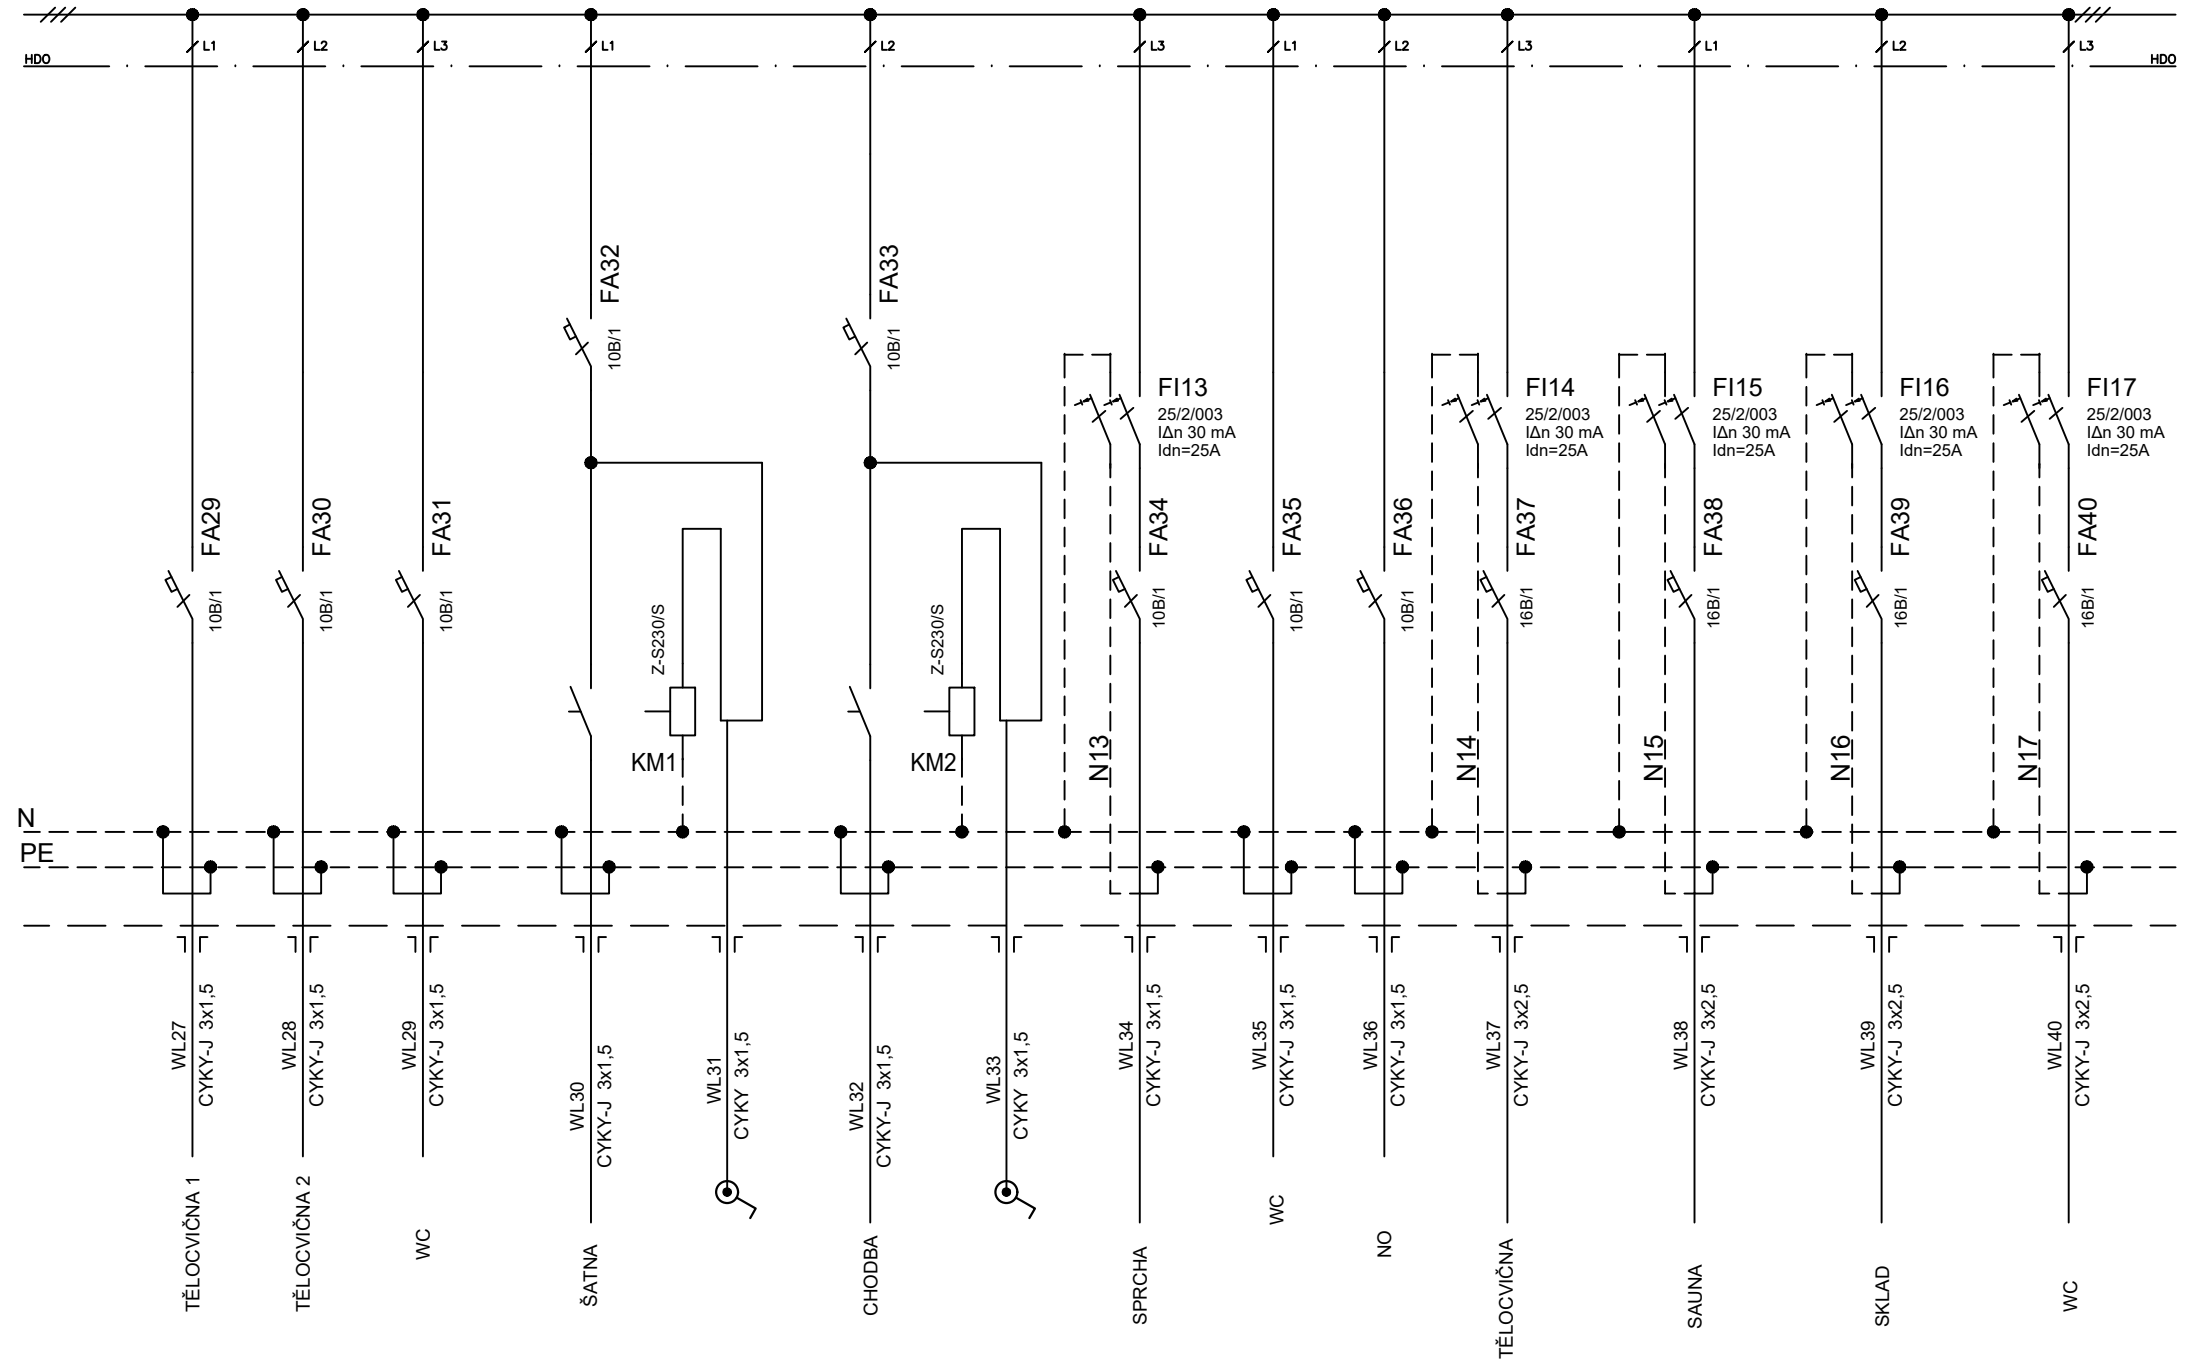 L1
L2
L3
L1
L2
L3
L1
L2
L3
L1
L2
L3
HDO
HDO
FA32
10B/1
FA33
10B/1
FI13
25/2/003
IΔn 30 mA
Idn=25A
FI14
25/2/003
IΔn 30 mA
Idn=25A
FI15
25/2/003
IΔn 30 mA
Idn=25A
FI16
25/2/003
IΔn 30 mA
Idn=25A
FI17
25/2/003
IΔn 30 mA
Idn=25A
FA29
10B/1
FA30
10B/1
FA31
10B/1
FA34
10B/1
FA35
10B/1
FA36
10B/1
FA37
16B/1
FA38
16B/1
FA39
16B/1
FA40
16B/1
Z-S230/S
KM1
Z-S230/S
KM2
N13
N14
N15
N16
N17
N
PE
WL27
CYKY-J 3x1,5
WL28
CYKY-J 3x1,5
WL29
CYKY-J 3x1,5
WL30
CYKY-J 3x1,5
WL31
CYKY 3x1,5
WL32
CYKY-J 3x1,5
WL33
CYKY 3x1,5
WL34
CYKY-J 3x1,5
WL35
CYKY-J 3x1,5
WL36
CYKY-J 3x1,5
WL37
CYKY-J 3x2,5
WL38
CYKY-J 3x2,5
WL39
CYKY-J 3x2,5
WL40
CYKY-J 3x2,5
TĚLOCVIČNA 1
TĚLOCVIČNA 2
WC
ŠATNA
CHODBA
SPRCHA
WC
NO
TĚLOCVIČNA
SAUNA
SKLAD
WC